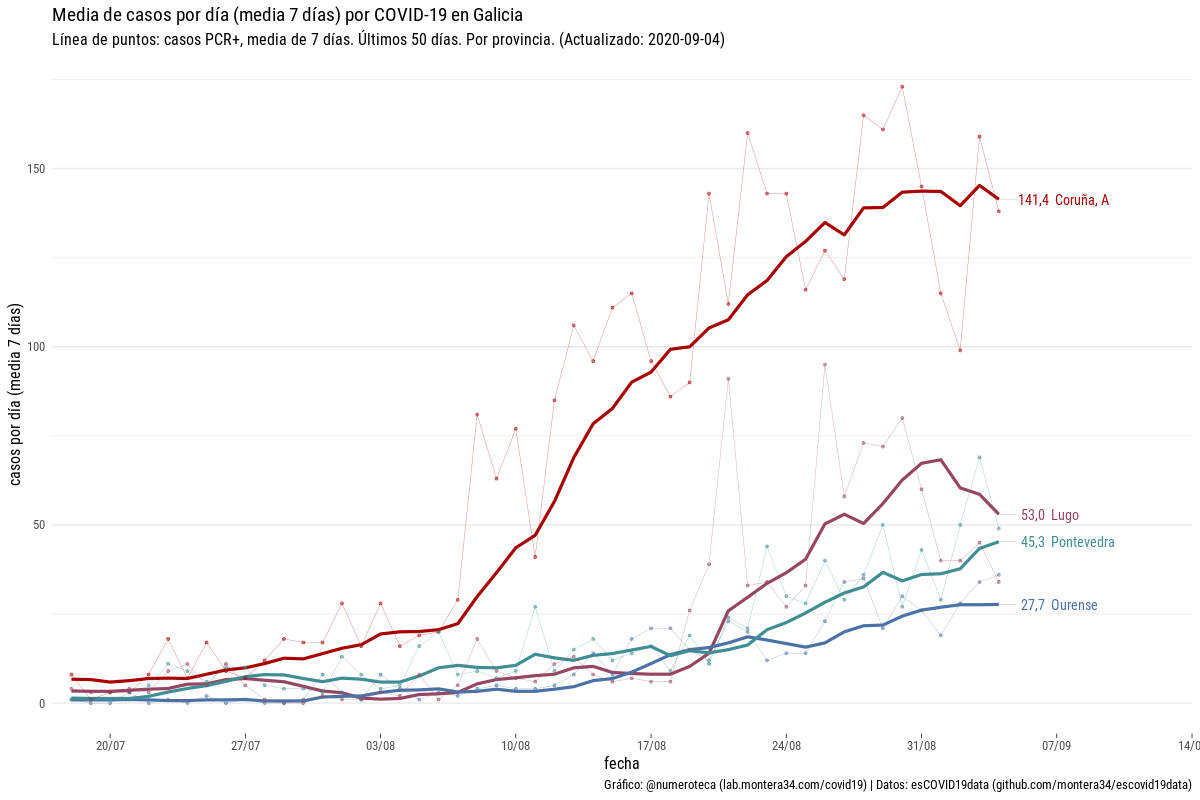 Media de casos por día (media 7 días) por COVID-19 en Galicia
Línea de puntos: casos PCR+, media de 7 días. Últimos 50 días. Por provincia. (Actualizado: 2020-09-04)
casos por día (media 7 días)
150
100
50
0
141,4 Coruña, A
53,0 Lugo
45,3 Pontevedra
27,7 Ourense
20/07
27/07
03/08
10/08
17/08
24/08
31/08
07/09
14/0
fecha
Gráfico: @numeroteca (lab.montera34.com/covid19) | Datos: esCOVID19data (github.com/montera34/escovid19data)